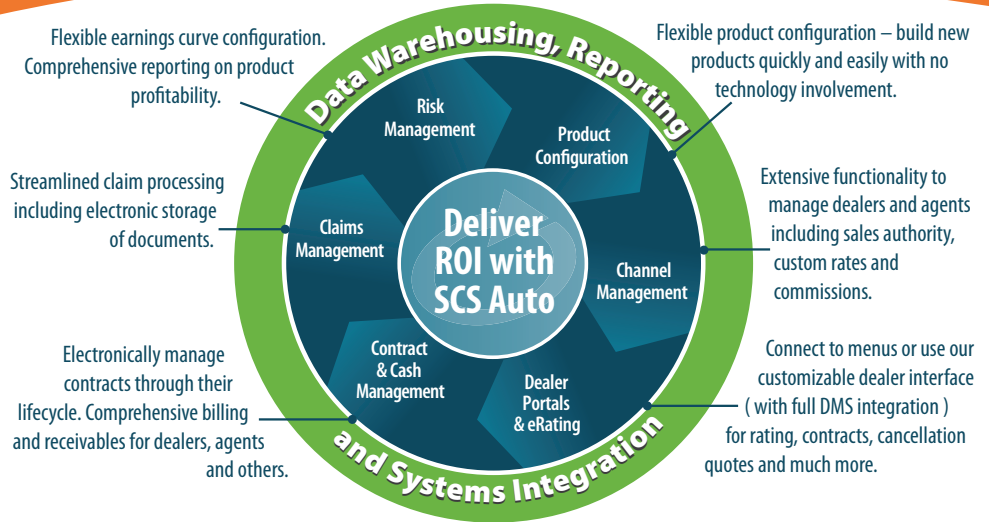 Data Warehousing, Reporting
and Systems Integration
Deliver
ROI with
SCS Auto
Risk
Management
Flexible earnings curve configuration.
Comprehensive reporting on product
profitability.
Product
Configuration
Flexible product configuration – build new
products quickly and easily with no
technology involvement.
Channel
Management
Extensive functionality to
manage dealers and agents
including sales authority,
custom rates and
commissions.
Dealer
Portals
& eRating
Connect to menus or use our
customizable dealer interface
( with full DMS integration )
for rating, contracts, cancellation
quotes and much more.
Contract
& Cash
Management
Electronically manage
contracts through their
lifecycle. Comprehensive billing
and receivables for dealers, agents
and others.
Claims
Management
Streamlined claim processing
including electronic storage
of documents.